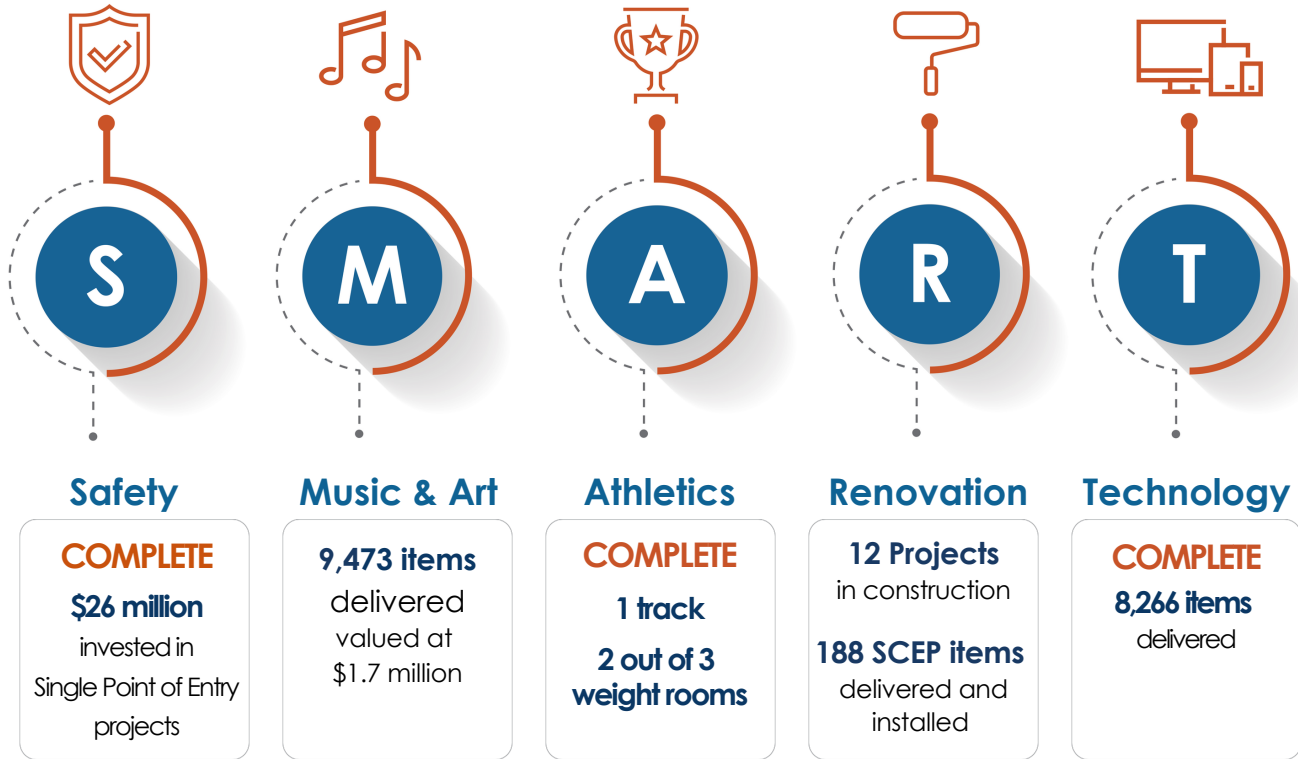 S
M
A
R
T
Safety
COMPLETE
$26 million
invested in
Single Point of Entry
projects
Music & Art
9,473 items
delivered
valued at
$1.7 million
Athletics
COMPLETE
1 track
2 out of 3
weight rooms
Renovation
12 Projects
in construction
188 SCEP items
delivered and
installed
Technology
COMPLETE
8,266 items
delivered